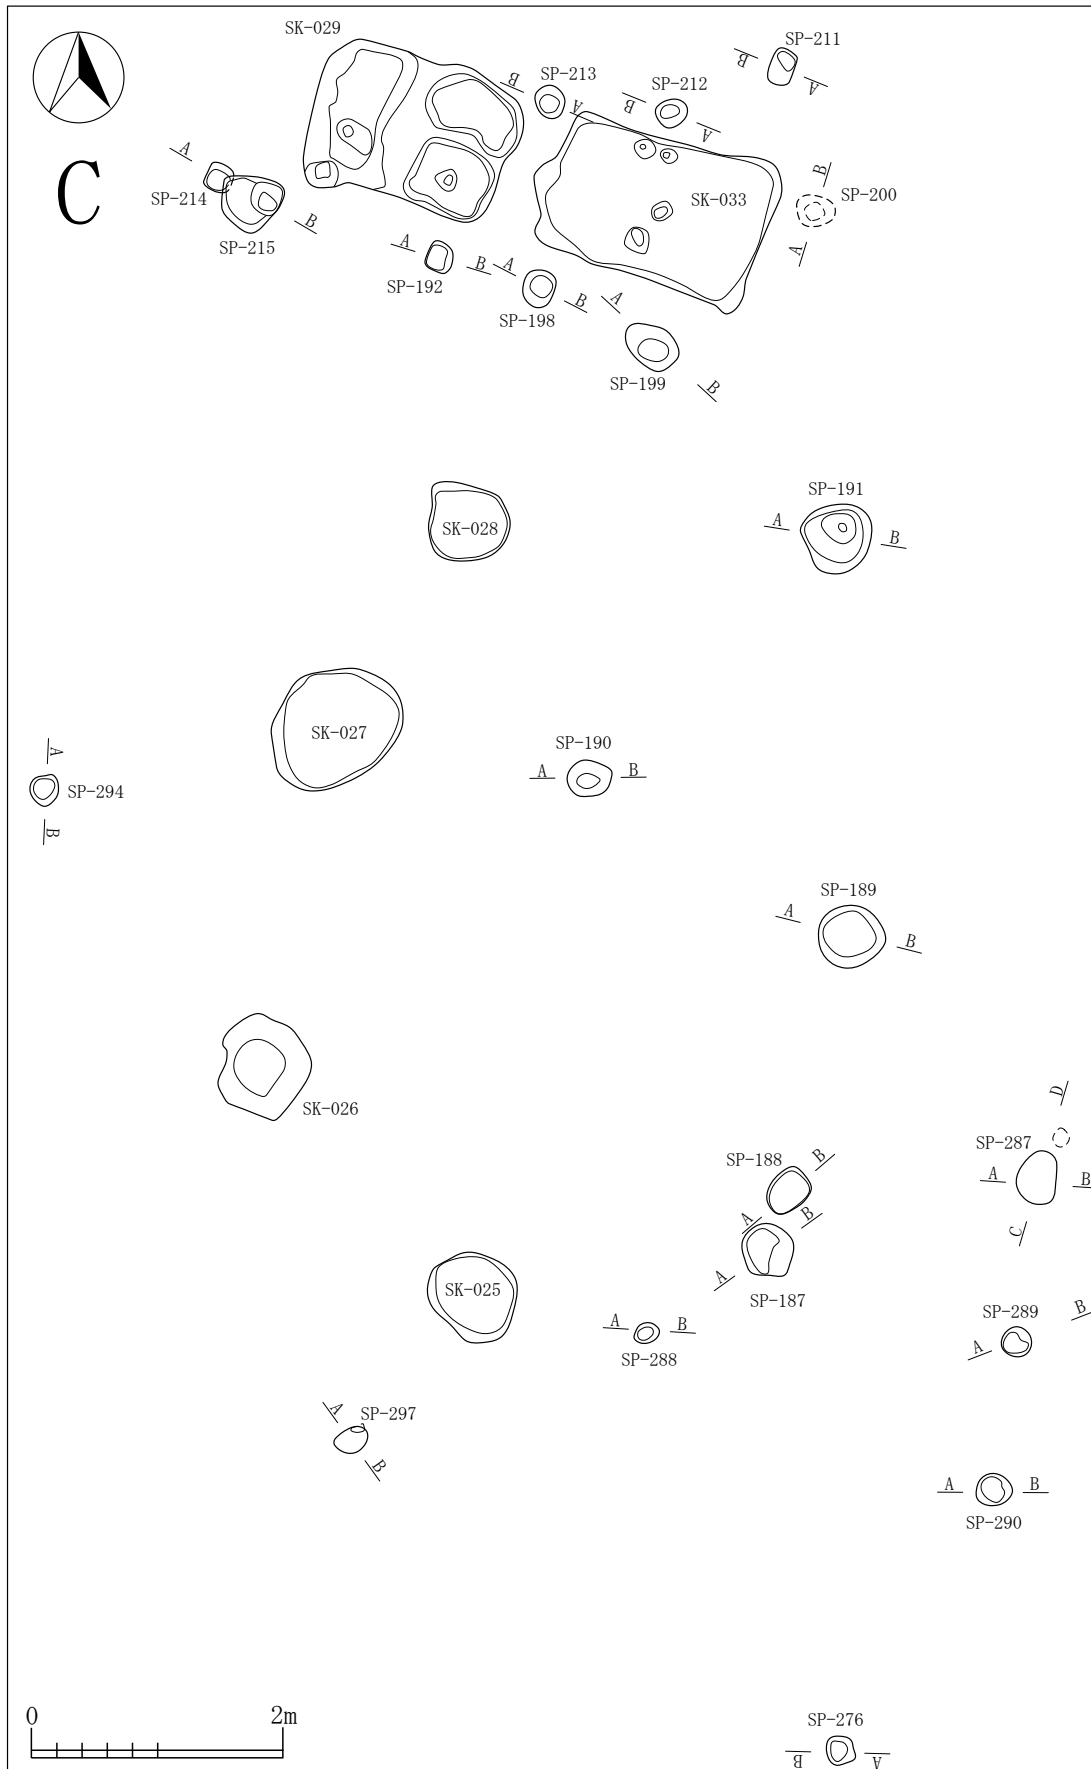 SK-029
SP-211
B
A
SP-213
B
A
SP-212
B
A
C
A
SP-214
B
SP-215
SK-033
B
SP-200
A
A
SP-192
B
A
SP-198
B
A
SP-199
B
SK-028
SP-191
A
B
SK-027
SP-190
A
B
A
SP-294
B
SP-189
A
B
SK-026
D
SP-287
A
B
C
SP-188
B
A
B
A
SP-187
SK-025
A
B
SP-288
SP-289
B
A
A
SP-297
B
A
B
SP-290
0
2m
SP-276
B
A